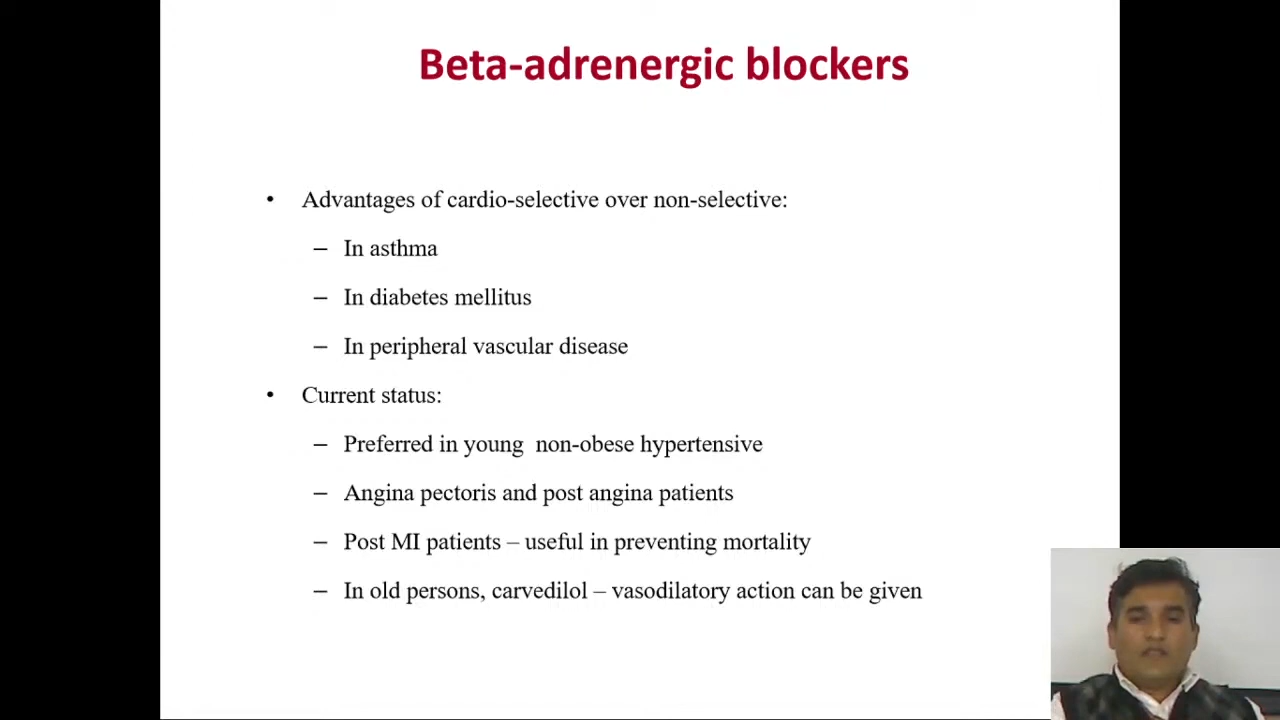 Beta-adrenergic blockers
• Advantages of cardio-selective over non-selective:
– In asthma
– In diabetes mellitus
– In peripheral vascular disease
• Current status:
– Preferred in young  non-obese hypertensive
– Angina pectoris and post angina patients
– Post MI patients – useful in preventing mortality
– In old persons, carvedilol – vasodilatory action can be given